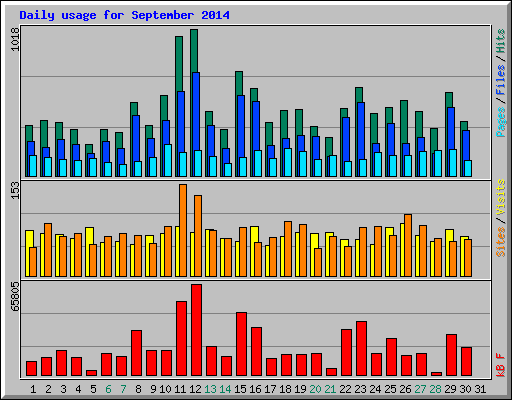 Daily usage for September 2014
1018
Pages / Files / Hits
153
Sites / Visits
65805
kB F
1 2 3 4 5 6 7 8 9 10 11 12 13 14 15 16 17 18 19 20 21 22 23 24 25 26 27 28 29 30 31